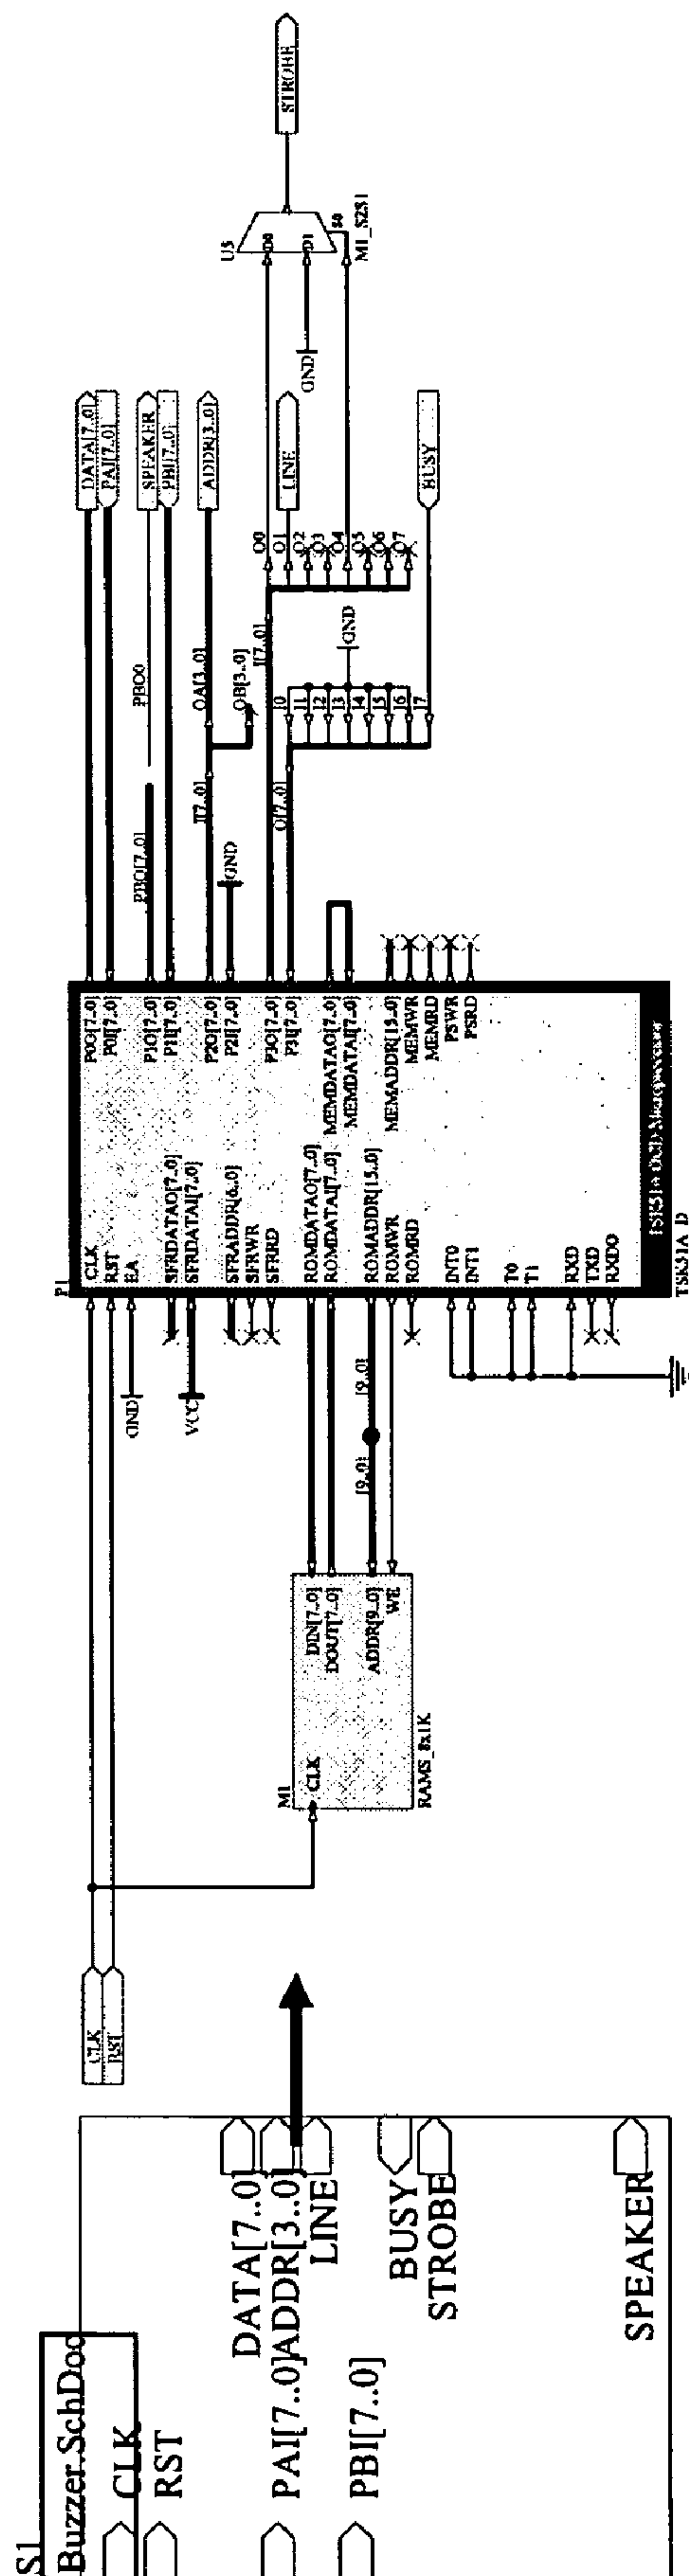 S1
Buzzer.SchDoc
CLK
RST
PAI[7..0]
PBI[7..0]
DATA[7..0]
ADDR[3..0]
LINE
BUSY
STROBE
SPEAKER
CLK
RST
M1
CLK
DIN[7..0]
DOUT[7..0]
ADDR[9..0]
WE
RAMS_8x1K
GND
VCC
[9..0]
[9..0]
P1
CLK
RST
EA
SFRDATAO[7..0]
SFRDATAI[7..0]
SFRADDR[6..0]
SFRWR
SFRRD
ROMDATAO[7..0]
ROMDATAI[7..0]
ROMADDR[15..0]
ROMWR
ROMRD
INT0
INT1
T0
T1
RXD
TXD
RXDO
P0O[7..0]
P0I[7..0]
P1O[7..0]
P1I[7..0]
P2O[7..0]
P2I[7..0]
P3O[7..0]
P3I[7..0]
MEMDATAO[7..0]
MEMDATAI[7..0]
MEMADDR[15..0]
MEMWR
MEMRD
PSWR
PSRD
TSK51A OCD Microprocessor
TSK51A_D
PBO[7..0]
PBO0
I[7..0]
GND
OA[3..0]
OB[3..0]
O[7..0]
I[7..0]
I0
I1
I2
I3
I4
I5
I6
I7
GND
O0
O1
O2
O3
O4
O5
O6
O7
DATA[7..0]
PAI[7..0]
SPEAKER
PBI[7..0]
ADDR[3..0]
LINE
BUSY
GND
U5
D0
D1
S0
M1_S2S1
STROBE